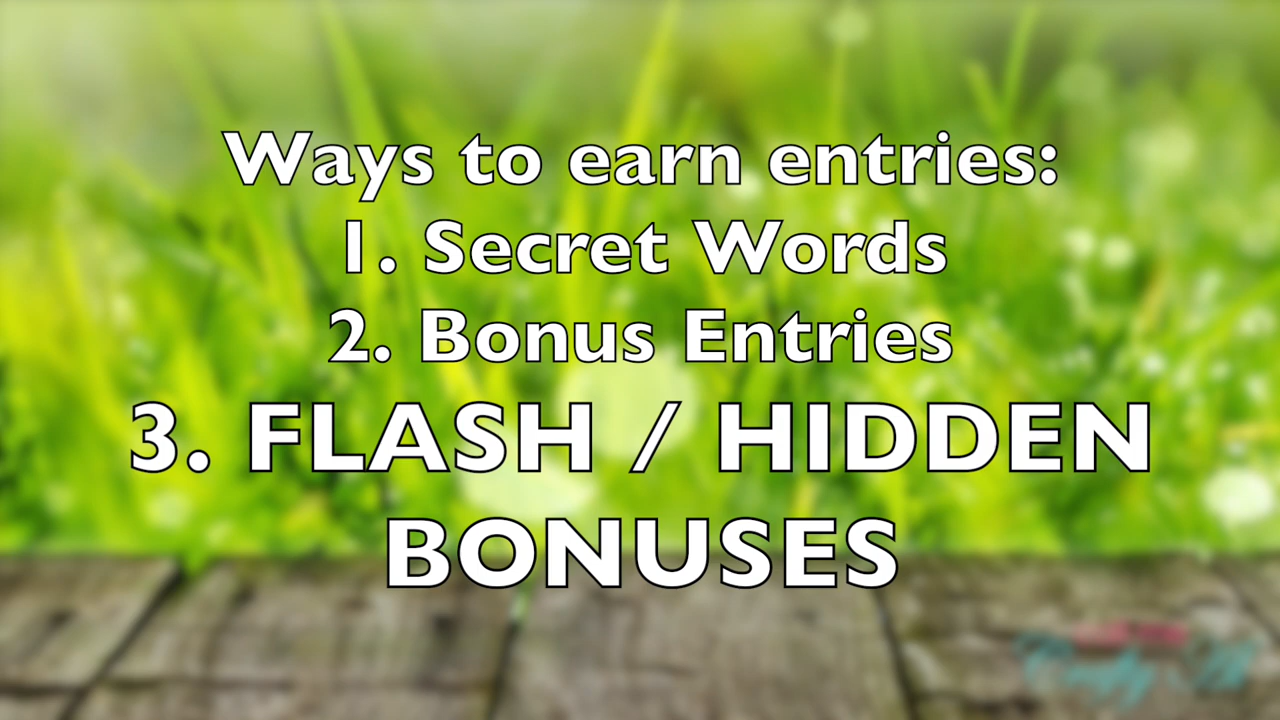 Ways to earn entries:
1. Secret Words
2. Bonus Entries
3. FLASH / HIDDEN
BONUSES